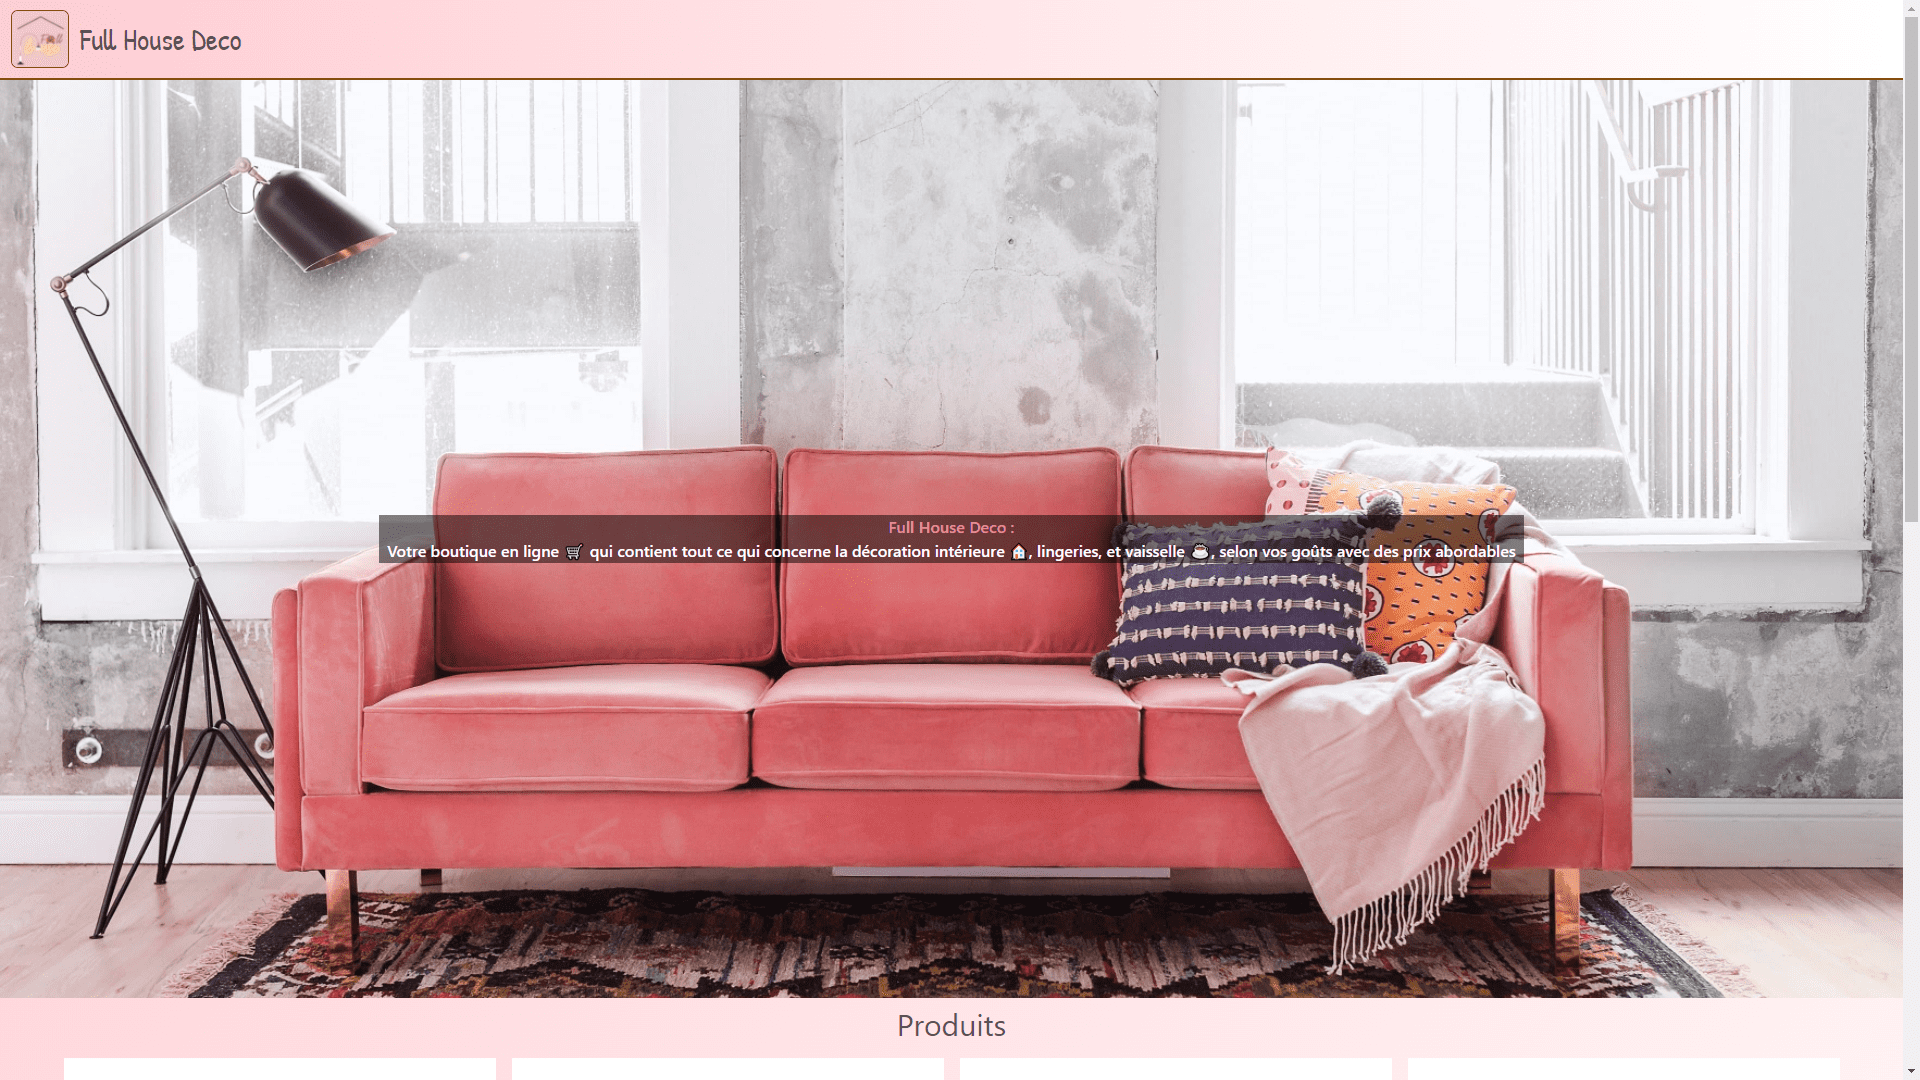 Full House Deco
Full House Deco :
Votre boutique en ligne 🛒 qui contient tout ce qui concerne la décoration intérieure 🏠, lingeries, et vaisselle ☕, selon vos goûts avec des prix abordables
Produits